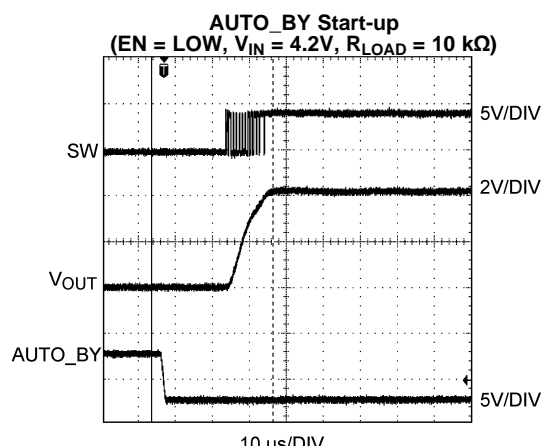 AUTO_BY Start-up
(EN = LOW, VIN = 4.2V, RLOAD = 10 kΩ)
T
SW
5V/DIV
2V/DIV
VOUT
AUTO_BY
5V/DIV
10 μs/DIV